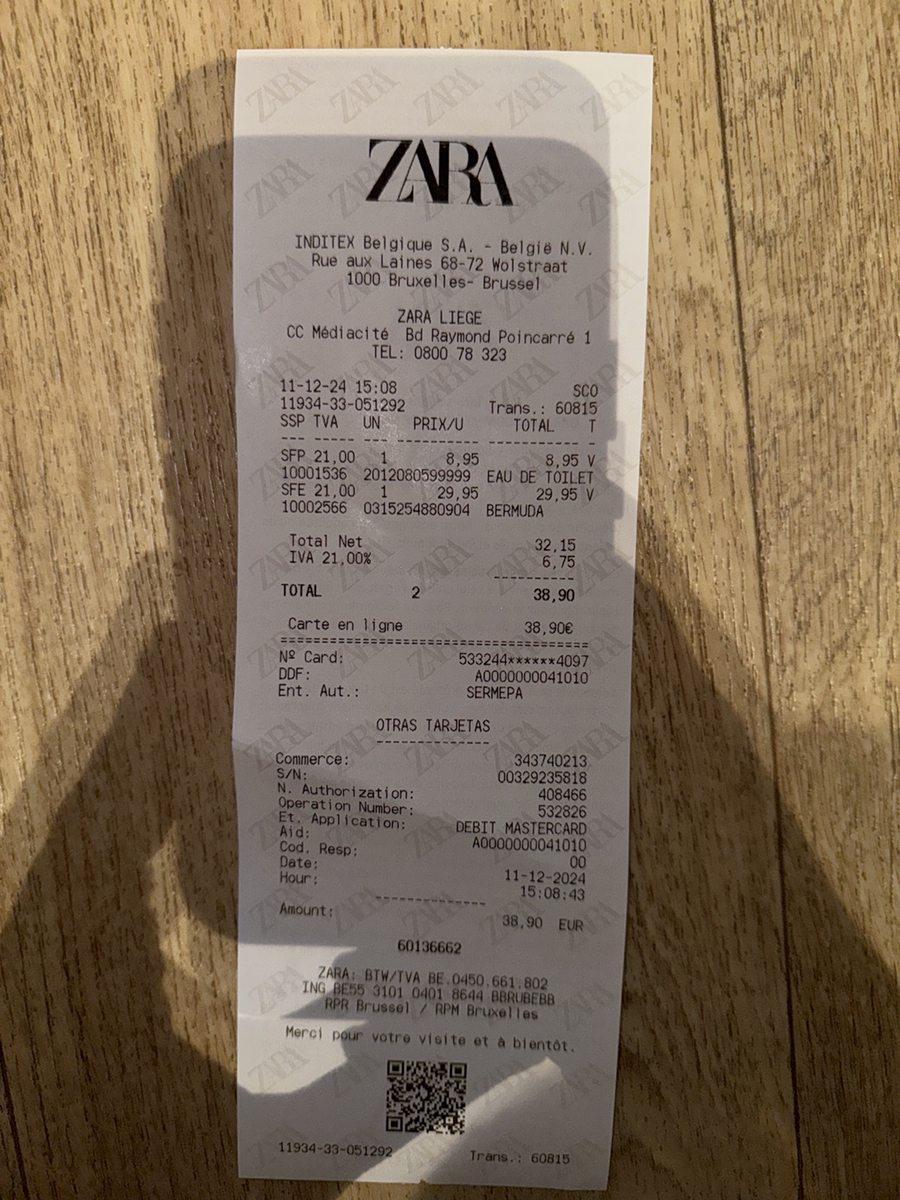 ZARA
INDITEX Belgique S.A. - België N.V.
Rue aux Laines 68-72 Wolstraat
1000 Bruxelles- Brussel
ZARA LIEGE
CC Médiacité Bd Raymond Poincarré 1
TEL: 0800 78 323
11-12-24 15:08 SCO
11934-33-051292 Trans.: 60815
SSP TVA UN PRIX/U TOTAL T
--- ---- --- ---------- ----------- -
SFP 21,00 1 8,95 8,95 V
10001536 2012080599999 EAU DE TOILET
SFE 21,00 1 29,95 29,95 V
10002566 0315254880904 BERMUDA
Total Net 32,15
IVA 21,00% 6,75
----------
TOTAL 2 38,90
Carte en ligne 38,90€
======================================
Nº Card: 533244******4097
DDF: A0000000041010
Ent. Aut.: SERMEPA
OTRAS TARJETAS
--------------
Commerce: 343740213
S/N: 00329235818
N. Authorization: 408466
Operation Number: 532826
Et. Application: DEBIT MASTERCARD
Aid: A0000000041010
Cod. Resp: 00
Date: 11-12-2024
Hour: 15:08:43
--------------
Amount: 38,90 EUR
60136662
ZARA: BTW/TVA BE.0450.661.802
ING BE55 3101 0401 8644 BBRUBEBB
RPR Brussel / RPM Bruxelles
Merci pour votre visite et à bientôt.
11934-33-051292 Trans.: 60815